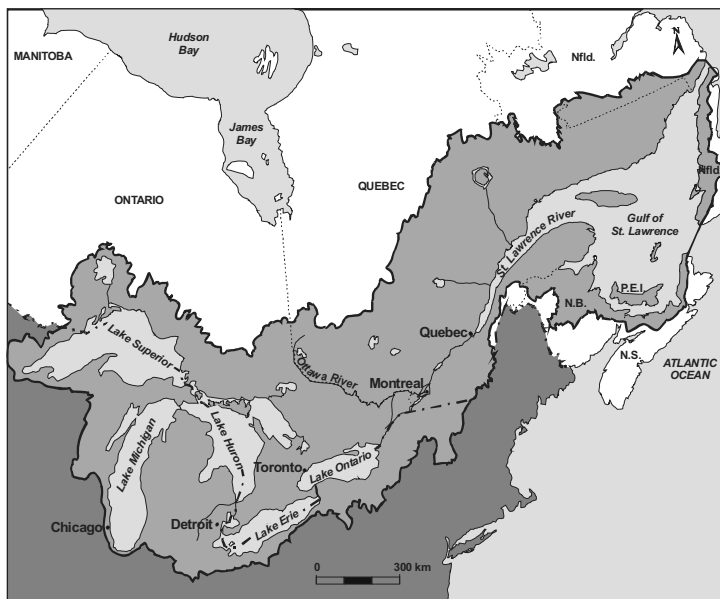 Hudson
Bay
N
MANITOBA
Nfld.
James
Bay
ONTARIO
QUEBEC
Nfld.
Gulf of
St. Lawrence
St. Lawrence River
P.E.I.
N.B.
Quebec
N.S.
ATLANTIC
OCEAN
Lake Superior
Ottawa River
Montreal
Lake Michigan
Lake Huron
Toronto
Lake Ontario
Chicago
Detroit
Lake Erie
0 300 km